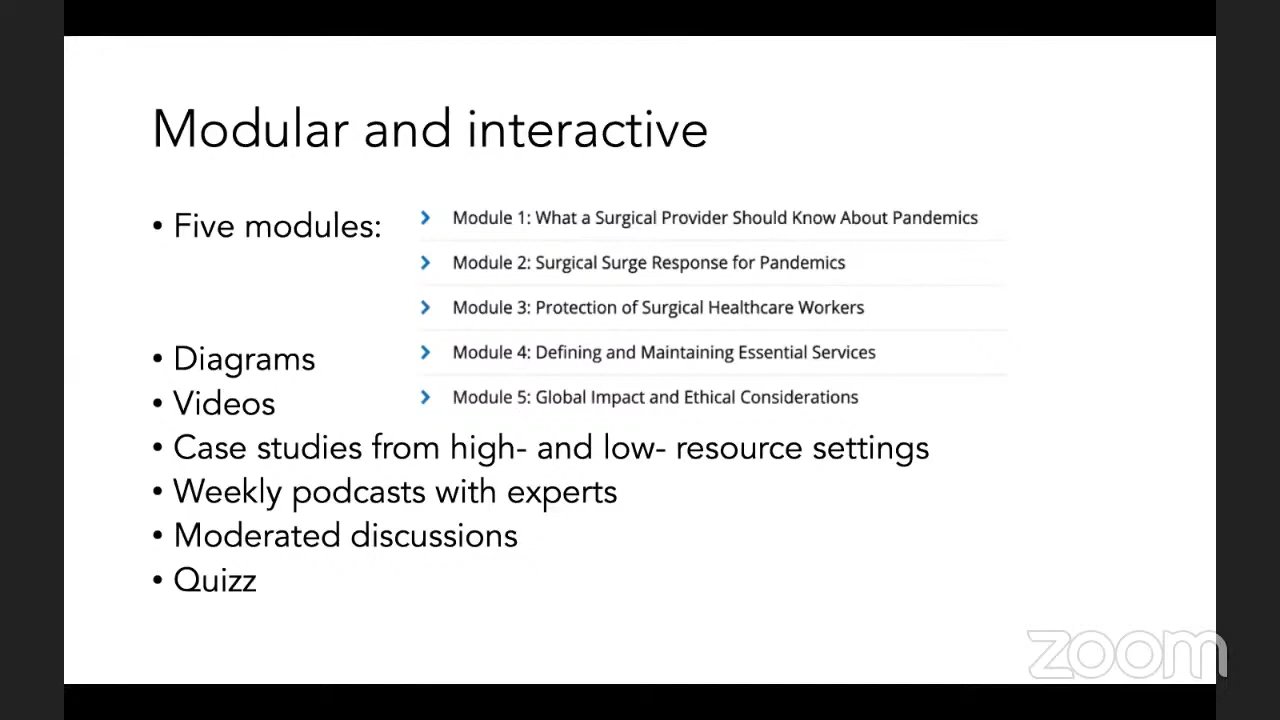 Modular and interactive
• Five modules:
Module 1: What a Surgical Provider Should Know About Pandemics
Module 2: Surgical Surge Response for Pandemics
Module 3: Protection of Surgical Healthcare Workers
Module 4: Defining and Maintaining Essential Services
Module 5: Global Impact and Ethical Considerations
• Diagrams
• Videos
• Case studies from high- and low- resource settings
• Weekly podcasts with experts
• Moderated discussions
• Quizz
zoom